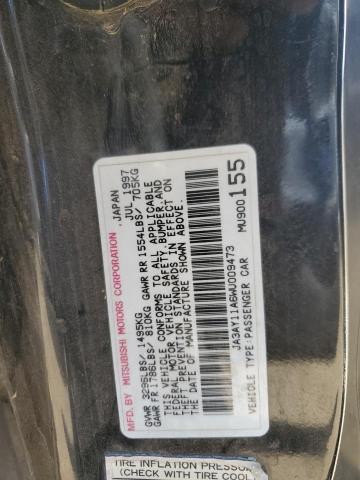 MFD. BY MITSUBISHI MOTORS CORPORATION , JAPAN
JUL 1997
GVWR 3295LBS/ 1495KG
GAWR FR 1786LBS/ 810KG GAWR RR 1554LBS/ 705KG
THIS VEHICLE CONFORMS TO ALL APPLICABLE
FEDERAL MOTOR VEHICLE SAFETY,BUMPER,AND
THEFT PREVENTION STANDARDS IN EFFECT ON
THE DATE OF MANUFACTURE SHOWN ABOVE.
JA3AY11A6WU009473
VEHICLE TYPE:PASSENGER CAR MU900155
TIRE INFLATION PRESSUR
(CHECK WITH TIRE COOL